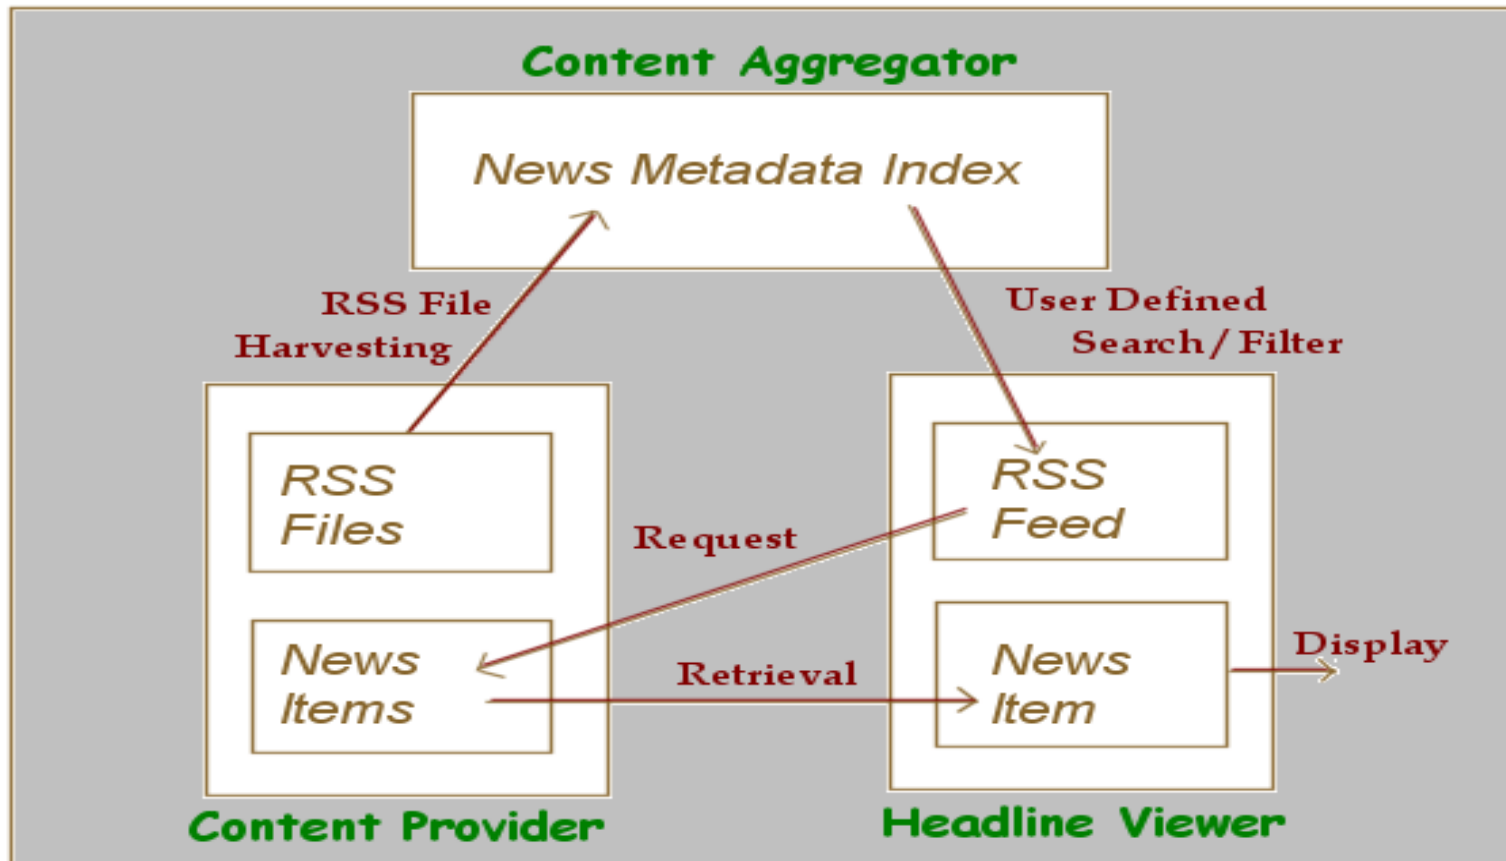 Content Aggregator
News Metadata Index
RSS File
Harvesting
User Defined
Search / Filter
RSS
Files
RSS
Feed
Request
News
Items
Retrieval
News
Item
Display
Content Provider
Headline Viewer